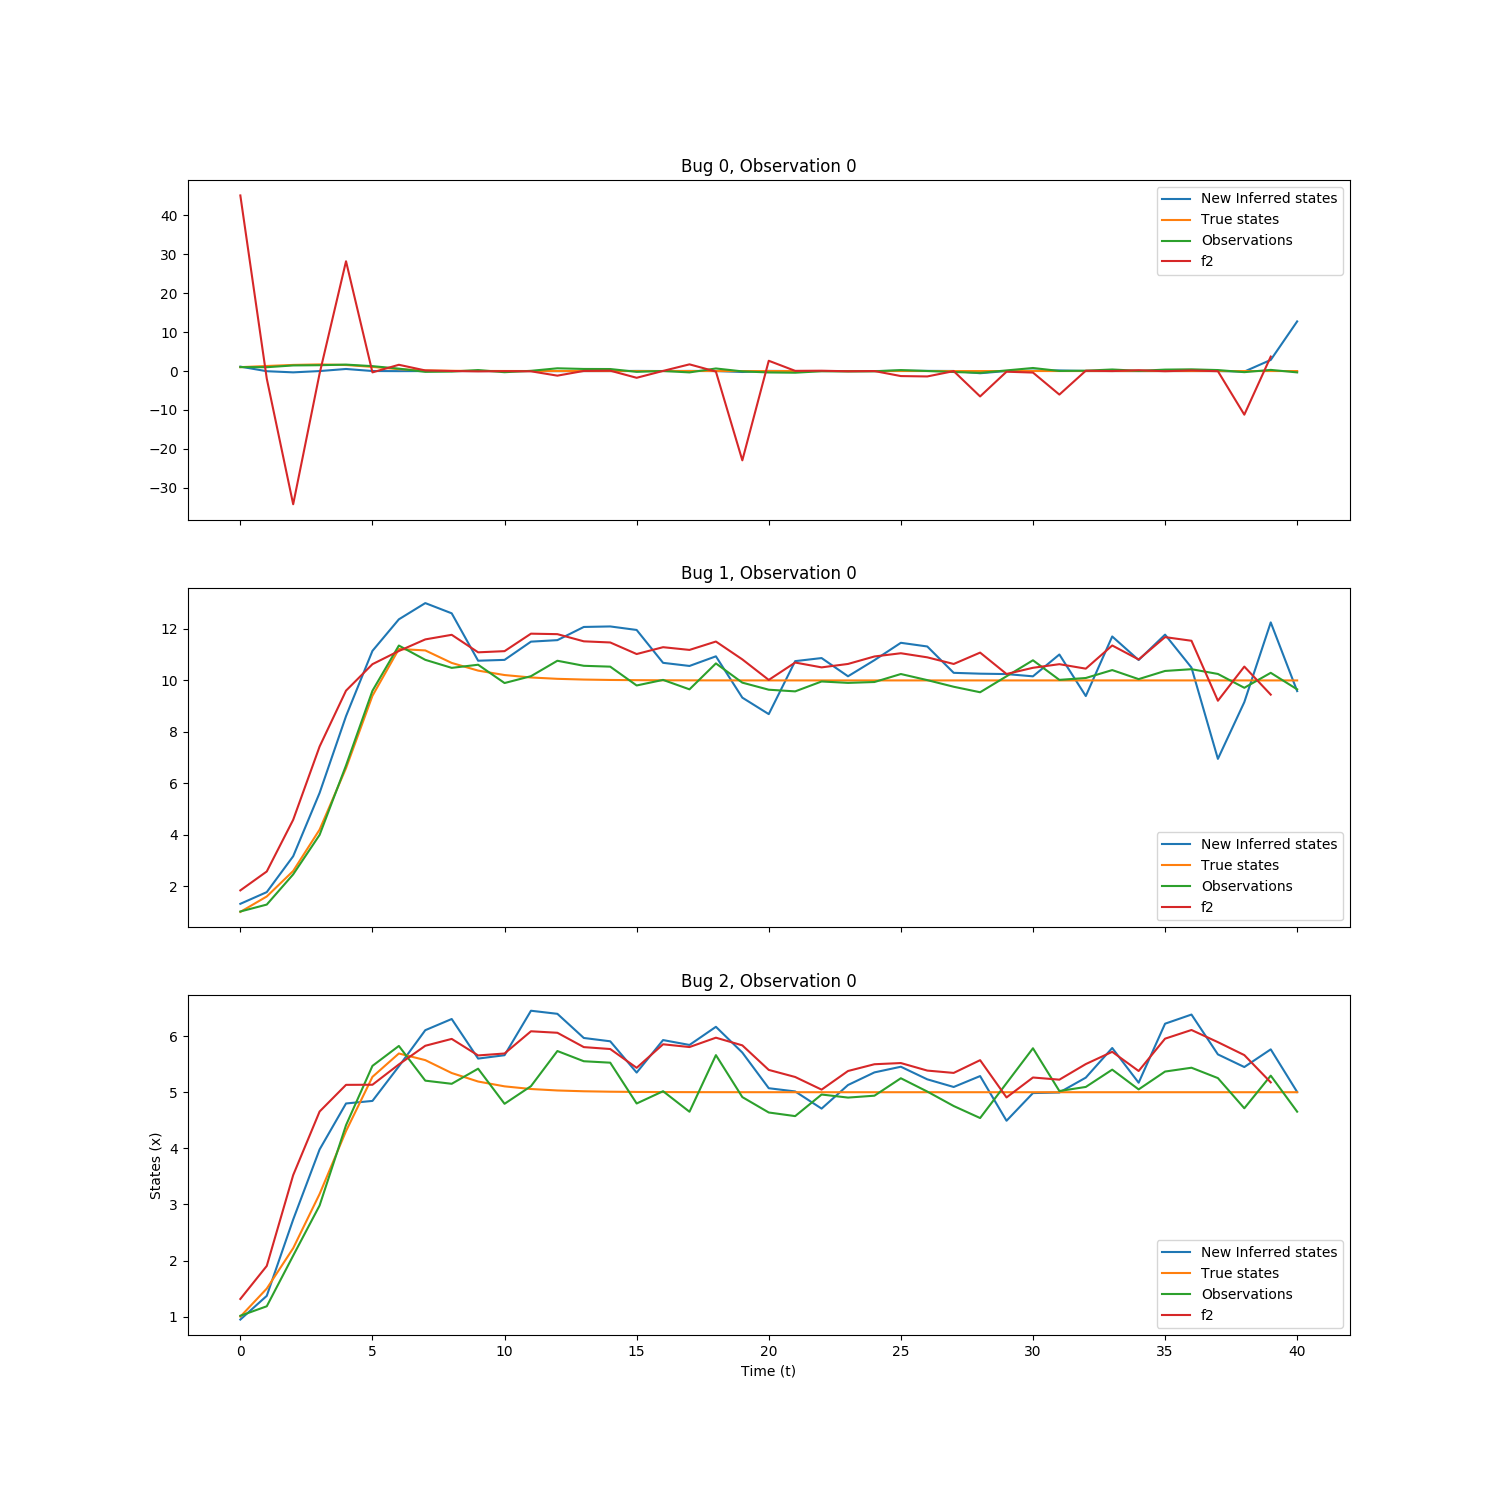 Bug 0, Observation 0
40
30
20
10
0
−10
−20
−30
New Inferred states
True states
Observations
f2
Bug 1, Observation 0
12
10
8
6
4
2
New Inferred states
True states
Observations
f2
Bug 2, Observation 0
States (x)
6
5
4
3
2
1
New Inferred states
True states
Observations
f2
0 5 10 15 20 25 30 35 40
Time (t)